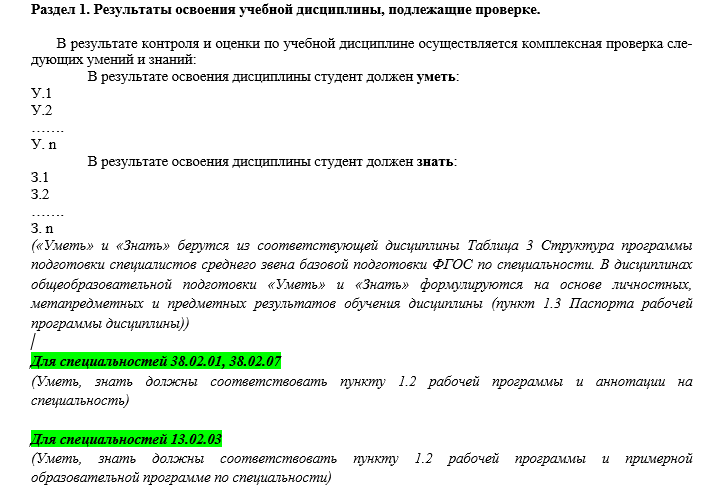 Раздел 1. Результаты освоения учебной дисциплины, подлежащие проверке.
В результате контроля и оценки по учебной дисциплине осуществляется комплексная проверка сле-
дующих умений и знаний:
В результате освоения дисциплины студент должен уметь:
У.1
У.2
…….
У. n
В результате освоения дисциплины студент должен знать:
З.1
З.2
…….
З. n
(«Уметь» и «Знать» берутся из соответствующей дисциплины Таблица 3 Структура программы
подготовки специалистов среднего звена базовой подготовки ФГОС по специальности. В дисциплинах
общеобразовательной подготовки «Уметь» и «Знать» формулируются на основе личностных,
метапредметных и предметных результатов обучения дисциплины (пункт 1.3 Паспорта рабочей
программы дисциплины))
Для специальностей 38.02.01, 38.02.07
(Уметь, знать должны соответствовать пункту 1.2 рабочей программы и аннотации на
специальность)
Для специальностей 13.02.03
(Уметь, знать должны соответствовать пункту 1.2 рабочей программы и примерной
образовательной программе по специальности)